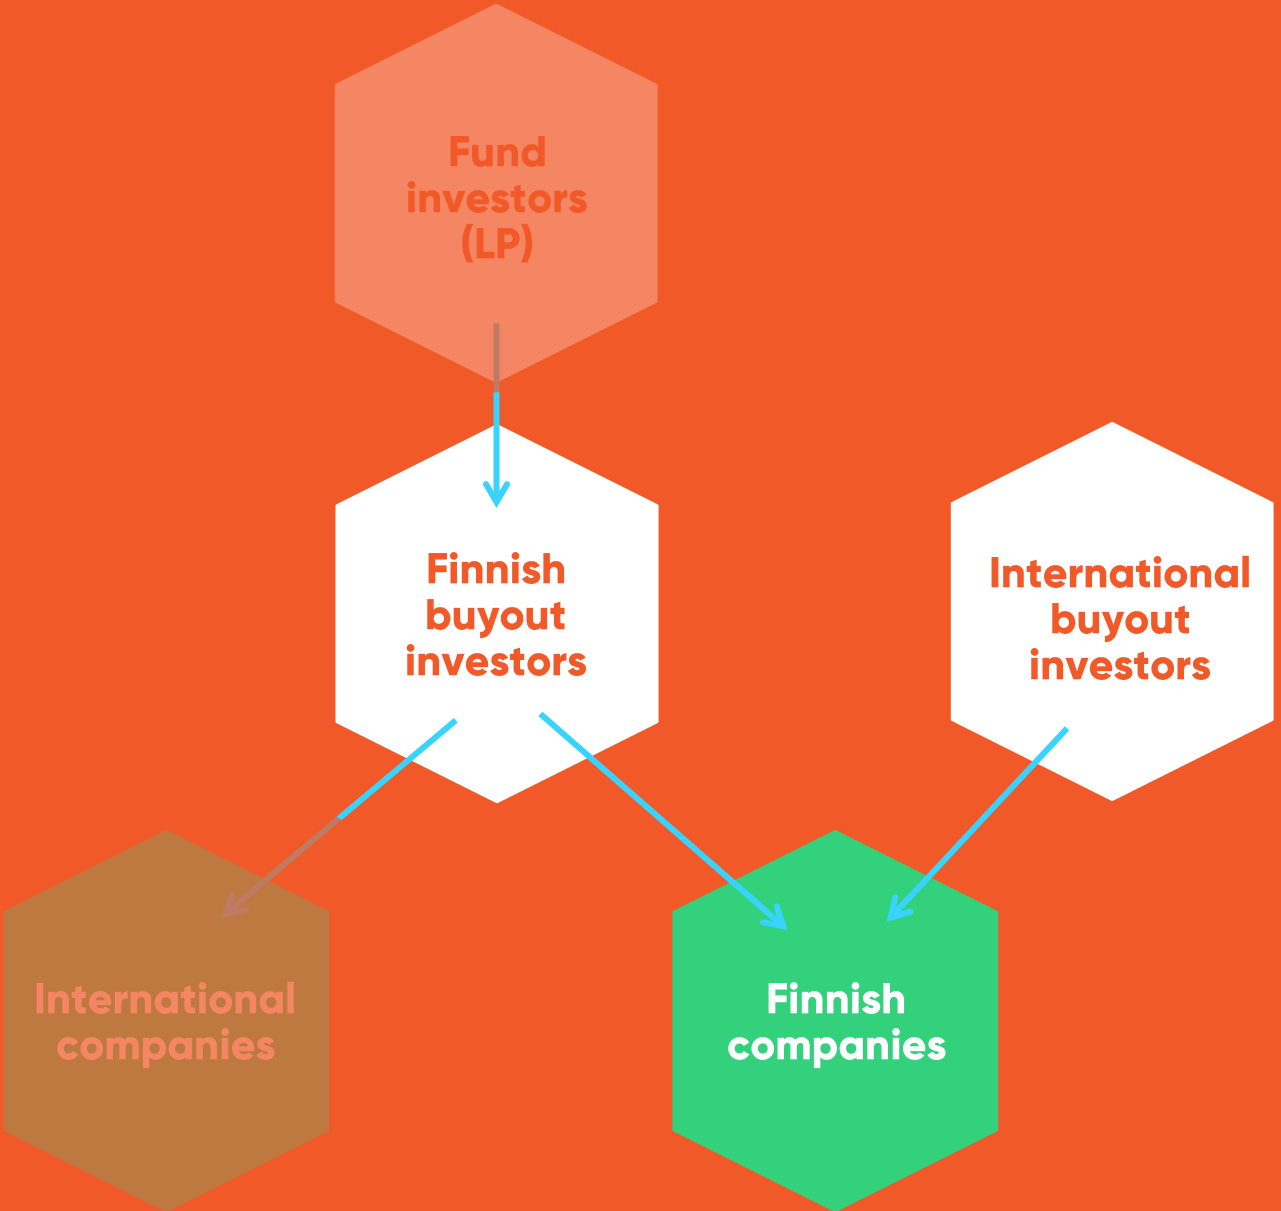 Fund
investors
(LP)
Finnish
buyout
investors
International
buyout
investors
International
companies
Finnish
companies